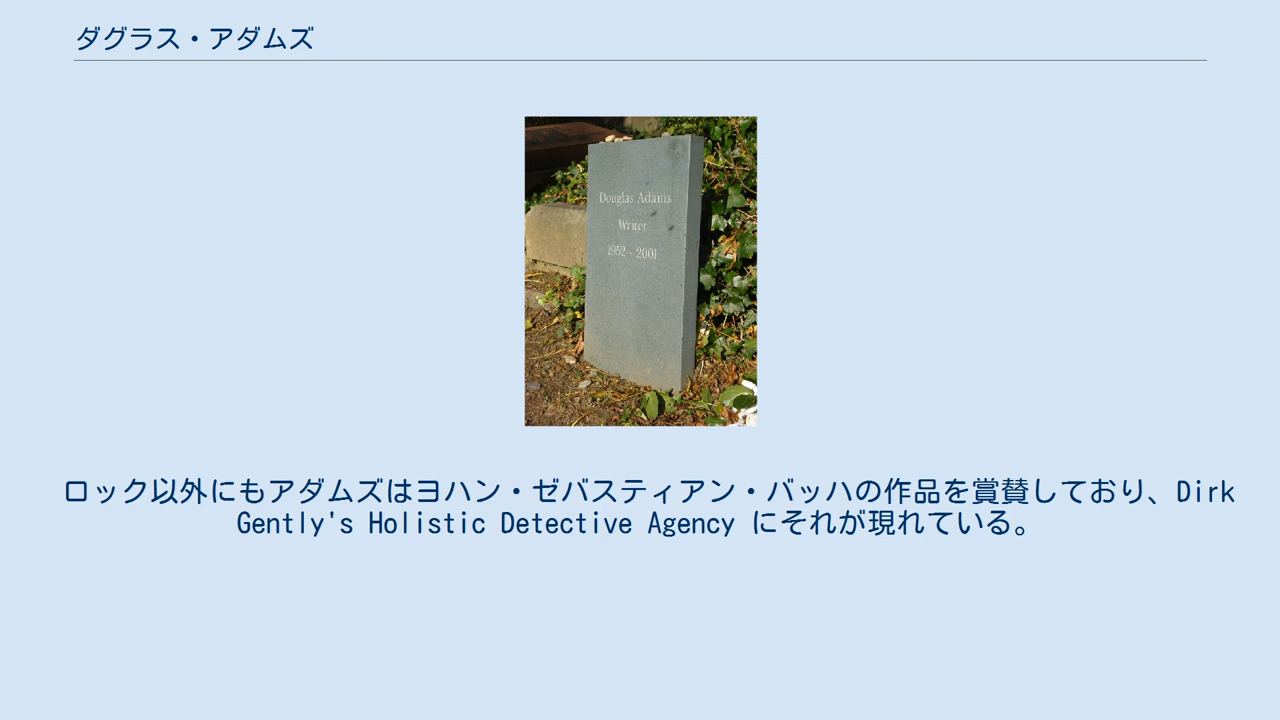 ダグラス・アダムズ
Douglas Adams
Writer
1952 - 2001
ロック以外にもアダムズはヨハン・ゼバスティアン・バッハの作品を賞賛しており、Dirk
Gently's Holistic Detective Agency にそれが現れている。